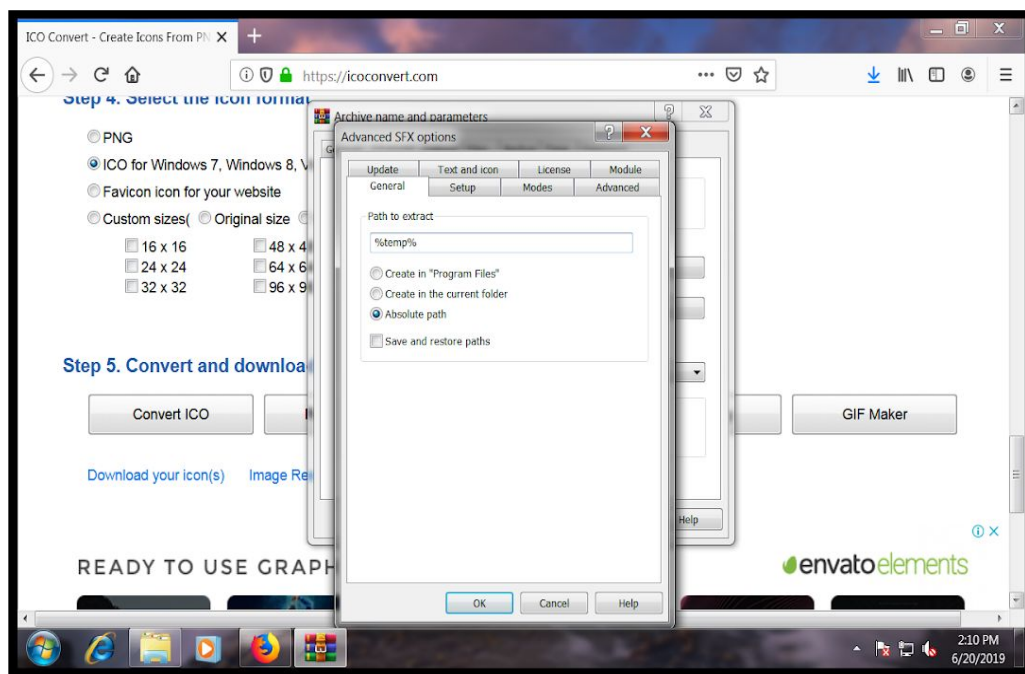 ICO Convert - Create Icons From PN
https://icoconvert.com
Step 4. Select the icon format
PNG
ICO for Windows 7, Windows 8, V
Favicon icon for your website
Custom sizes( Original size
16 x 16 48 x 4
24 x 24 64 x 6
32 x 32 96 x 9
Step 5. Convert and downloa
Convert ICO
GIF Maker
Download your icon(s) Image Re
READY TO USE GRAPH
envato elements
Archive name and parameters
Help
Advanced SFX options
Update Text and icon License Module
General Setup Modes Advanced
Path to extract
%temp%
Create in "Program Files"
Create in the current folder
Absolute path
Save and restore paths
OK Cancel Help
2:10 PM
6/20/2019